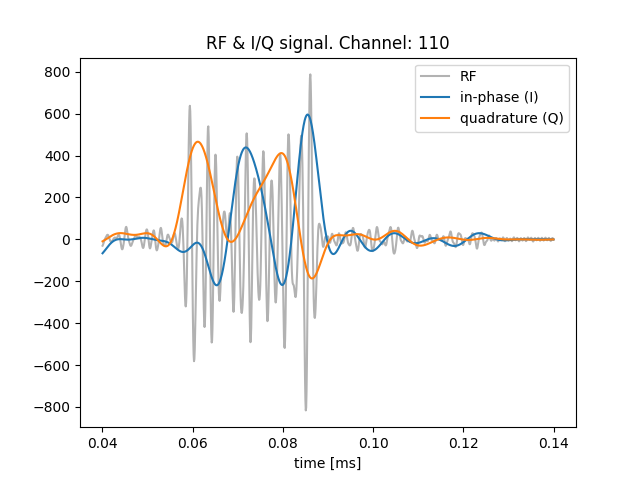 RF & I/Q signal. Channel: 110
RF
in-phase (I)
quadrature (Q)
800
600
400
200
0
−200
−400
−600
−800
0.04 0.06 0.08 0.10 0.12 0.14
time [ms]